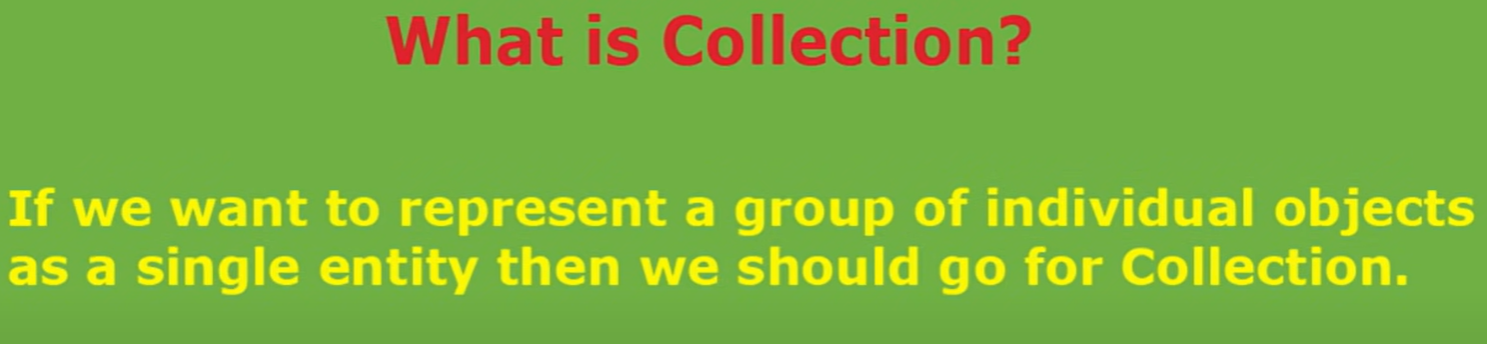 What is Collection?
If we want to represent a group of individual objects
as a single entity then we should go for Collection.